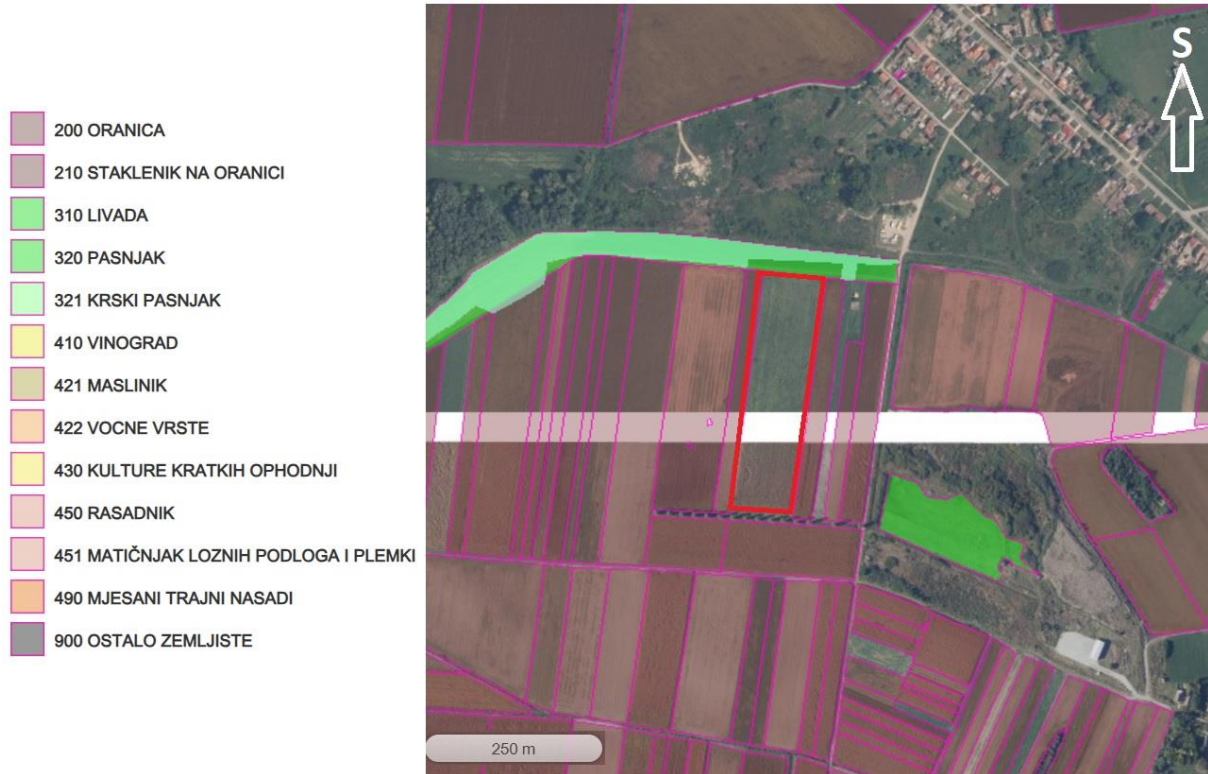 200 ORANICA
210 STAKLENIK NA ORANICI
310 LIVADA
320 PASNJAK
321 KRSKI PASNJAK
410 VINOGRAD
421 MASLINIK
422 VOCNE VRSTE
430 KULTURE KRATKIH OPHODNJI
450 RASADNIK
451 MATIČNJAK LOZNIH PODLOGA I PLEMKI
490 MJESANI TRAJNI NASADI
900 OSTALO ZEMLJISTE
S
250 m